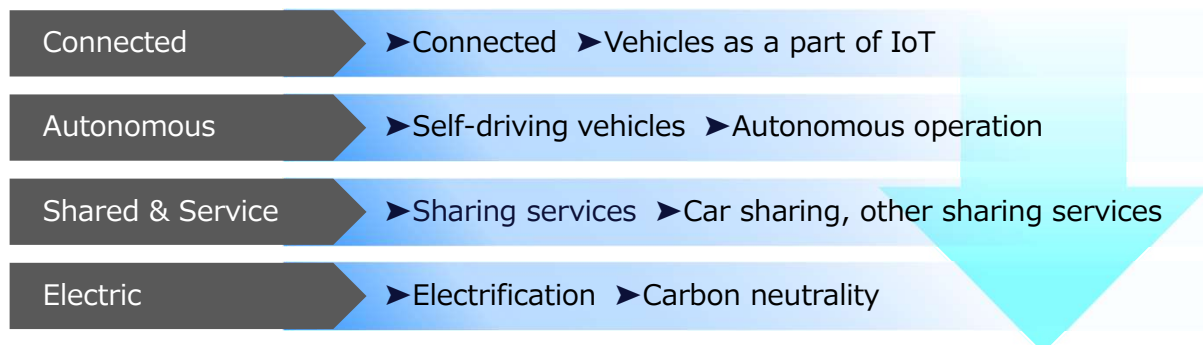 Connected ➤Connected ➤Vehicles as a part of IoT
Autonomous ➤Self-driving vehicles ➤Autonomous operation
Shared & Service ➤Sharing services ➤Car sharing, other sharing services
Electric ➤Electrification ➤Carbon neutrality